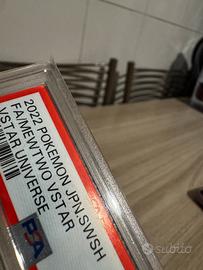 2022 POKEMON JPN.SWSH
FA/MEWTWO VSTAR
VSTAR UNIVERSE
PSA
subito